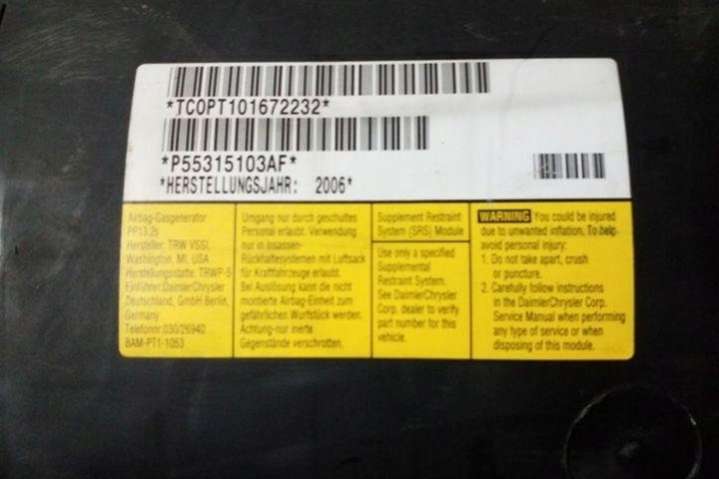 *TC0PT101672232*
*P55315103AF*
*HERSTELLUNGSJAHR: 2006*
Airbag-Gasgenerator
PP13.2s
Hersteller: TRW VSSI,
Washington, MI, USA
Herstellungsstätte: TRWP-5
Einführer:DaimlerChrysler
Deutschland, GmbH Berlin,
Germany
Telefonnr:030/26940
BAM-PT1-1053
Umgang nur durch geschultes
Personal erlaubt. Verwendung
nur in Insassen-
Rückhaltesystemen mit Luftsack
für Kraftfahrzeuge erlaubt.
Bei Auslösung kann die nicht
montierte Airbag-Einheit zum
gefährlichen Wurfstück werden.
Achtung-nur inerte
Gegenstände verschrotten.
Supplement Restraint
System (SRS) Module
Use only a specified
Supplemental
Restraint System.
See DaimlerChrysler
Corp. dealer to verify
part number for this
vehicle.
WARNING You could be injured
due to unwanted inflation. To help
avoid personal injury:
1. Do not take apart, crush
or puncture.
2. Carefully follow instructions
in the DaimlerChrysler Corp.
Service Manual when performing
any type of service or when
disposing of this module.